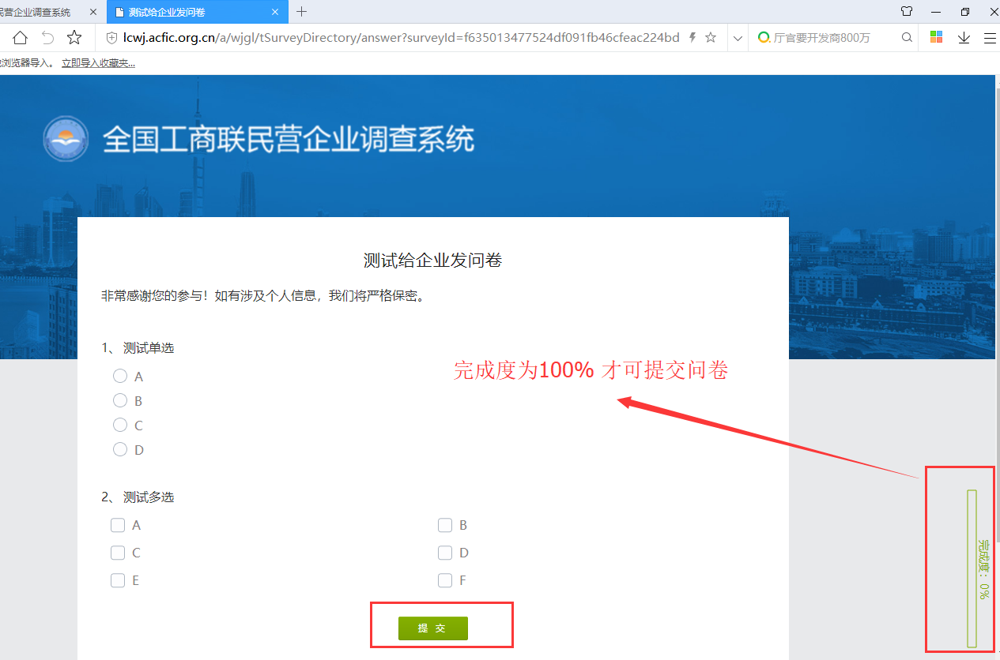 民营企业调查系统
测试给企业发问卷
lcwj.acfic.org.cn/a/wjgl/tSurveyDirectory/answer?surveyId=f635013477524df091fb46cfeac224bd
厅官要开发商800万
浏览器导入。 立即导入收藏夹...
全国工商联民营企业调查系统
测试给企业发问卷
非常感谢您的参与！如有涉及个人信息，我们将严格保密。
1、 测试单选
A
B
C
D
完成度为100% 才可提交问卷
2、 测试多选
A B
C D
E F
提 交
完成度：0%